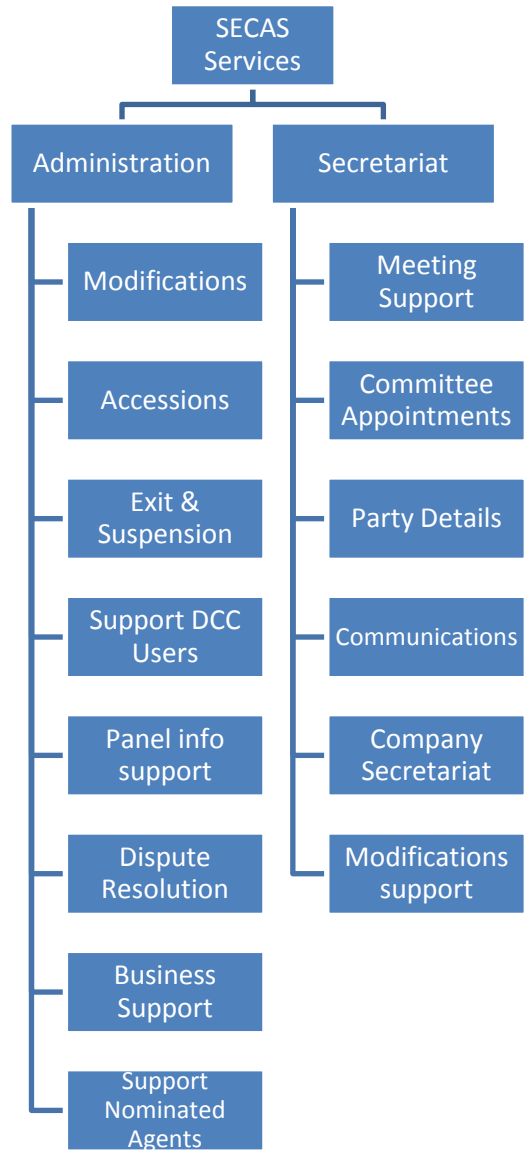 SECAS
Services
Administration
Secretariat
Modifications
Accessions
Exit &
Suspension
Support DCC
Users
Panel info
support
Dispute
Resolution
Business
Support
Support
Nominated
Agents
Meeting
Support
Committee
Appointments
Party Details
Communications
Company
Secretariat
Modifications
support